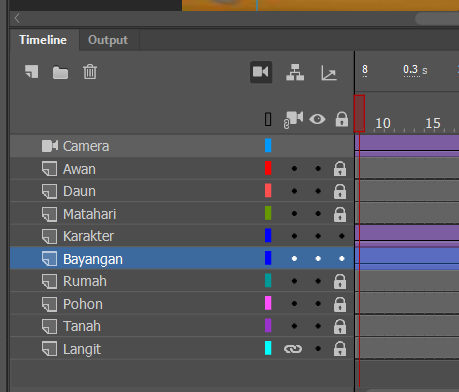 Timeline Output
8 0.3 s
10 15
Camera
Awan
Daun
Matahari
Karakter
Bayangan
Rumah
Pohon
Tanah
Langit